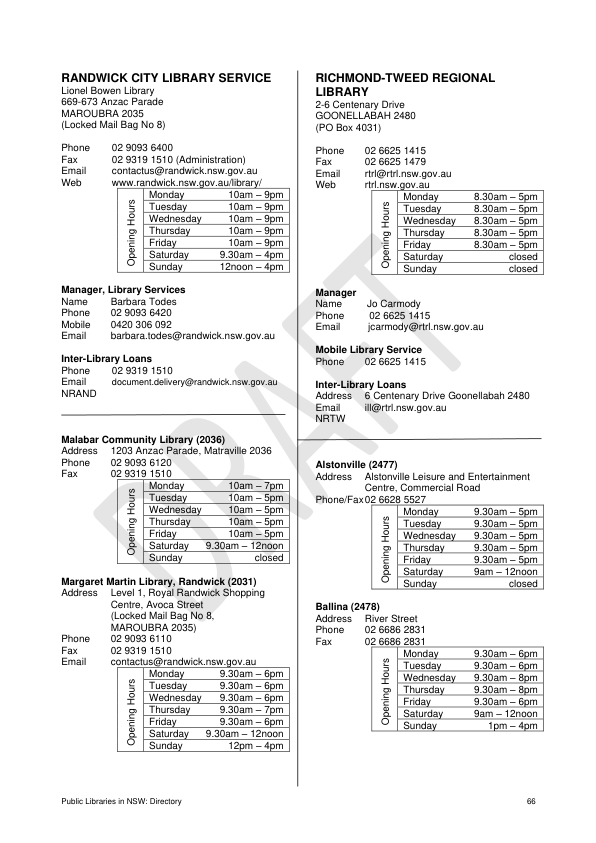 RANDWICK CITY LIBRARY SERVICE
Lionel Bowen Library
669-673 Anzac Parade
MAROUBRA 2035
(Locked Mail Bag No 8)
Phone 02 9093 6400
Fax 02 9319 1510 (Administration)
Email contactus@randwick.nsw.gov.au
Web www.randwick.nsw.gov.au/library/
Opening Hours
Monday 10am – 9pm
Tuesday 10am – 9pm
Wednesday 10am – 9pm
Thursday 10am – 9pm
Friday 10am – 9pm
Saturday 9.30am – 4pm
Sunday 12noon – 4pm
Manager, Library Services
Name Barbara Todes
Phone 02 9093 6420
Mobile 0420 306 092
Email barbara.todes@randwick.nsw.gov.au
Inter-Library Loans
Phone 02 9319 1510
Email document.delivery@randwick.nsw.gov.au
NRAND
Malabar Community Library (2036)
Address 1203 Anzac Parade, Matraville 2036
Phone 02 9093 6120
Fax 02 9319 1510
Opening Hours
Monday 10am – 7pm
Tuesday 10am – 5pm
Wednesday 10am – 5pm
Thursday 10am – 5pm
Friday 10am – 5pm
Saturday 9.30am – 12noon
Sunday closed
Margaret Martin Library, Randwick (2031)
Address Level 1, Royal Randwick Shopping
Centre, Avoca Street
(Locked Mail Bag No 8,
MAROUBRA 2035)
Phone 02 9093 6110
Fax 02 9319 1510
Email contactus@randwick.nsw.gov.au
Opening Hours
Monday 9.30am – 6pm
Tuesday 9.30am – 6pm
Wednesday 9.30am – 6pm
Thursday 9.30am – 7pm
Friday 9.30am – 6pm
Saturday 9.30am – 12noon
Sunday 12pm – 4pm
RICHMOND-TWEED REGIONAL
LIBRARY
2-6 Centenary Drive
GOONELLABAH 2480
(PO Box 4031)
Phone 02 6625 1415
Fax 02 6625 1479
Email rtrl@rtrl.nsw.gov.au
Web rtrl.nsw.gov.au
Opening Hours
Monday 8.30am – 5pm
Tuesday 8.30am – 5pm
Wednesday 8.30am – 5pm
Thursday 8.30am – 5pm
Friday 8.30am – 5pm
Saturday closed
Sunday closed
Manager
Name Jo Carmody
Phone 02 6625 1415
Email jcarmody@rtrl.nsw.gov.au
Mobile Library Service
Phone 02 6625 1415
Inter-Library Loans
Address 6 Centenary Drive Goonellabah 2480
Email ill@rtrl.nsw.gov.au
NRTW
Alstonville (2477)
Address Alstonville Leisure and Entertainment
Centre, Commercial Road
Phone/Fax 02 6628 5527
Opening Hours
Monday 9.30am – 5pm
Tuesday 9.30am – 5pm
Wednesday 9.30am – 5pm
Thursday 9.30am – 5pm
Friday 9.30am – 5pm
Saturday 9am – 12noon
Sunday closed
Ballina (2478)
Address River Street
Phone 02 6686 2831
Fax 02 6686 2831
Opening Hours
Monday 9.30am – 6pm
Tuesday 9.30am – 6pm
Wednesday 9.30am – 8pm
Thursday 9.30am – 8pm
Friday 9.30am – 6pm
Saturday 9am – 12noon
Sunday 1pm – 4pm
DRAFT
Public Libraries in NSW: Directory 66